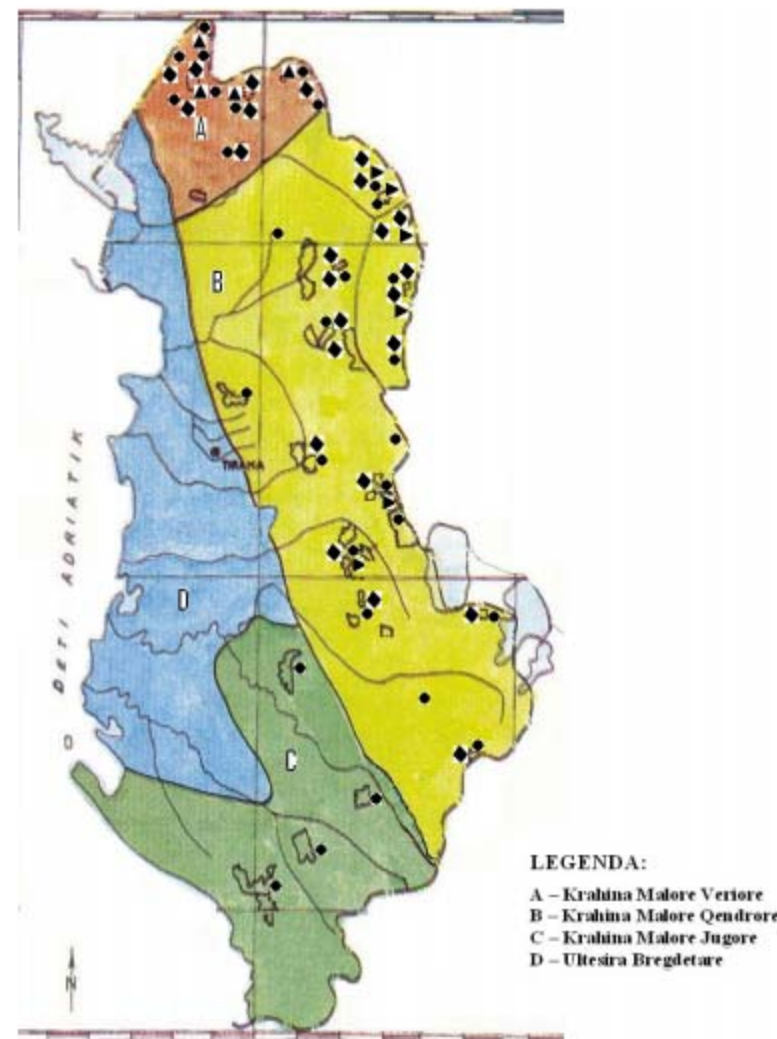 A
B
TIRANA
DETI ADRIATIK
D
C
N
LEGENDA:
A – Krahina Malore Veriore
B – Krahina Malore Qendrore
C – Krahina Malore Jugore
D – Ultesira Bregdetare